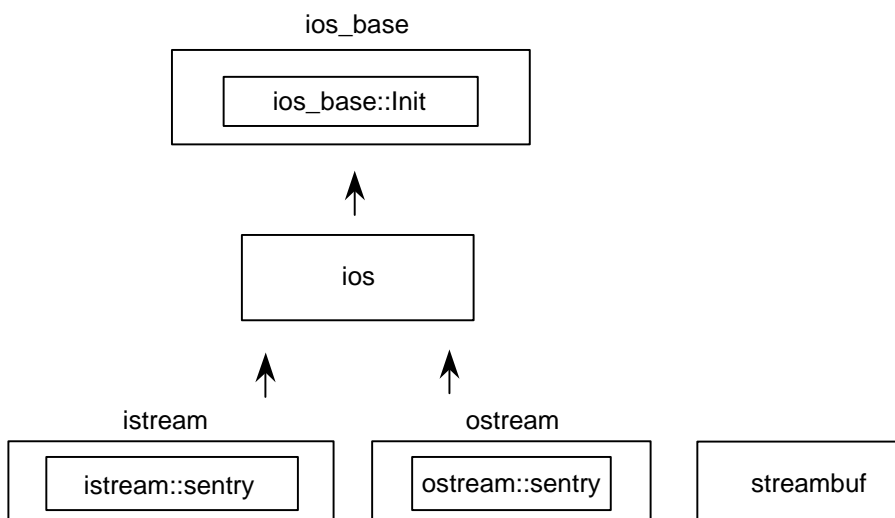 ios_base
ios_base::Init
ios
istream
ostream
istream::sentry
ostream::sentry
streambuf